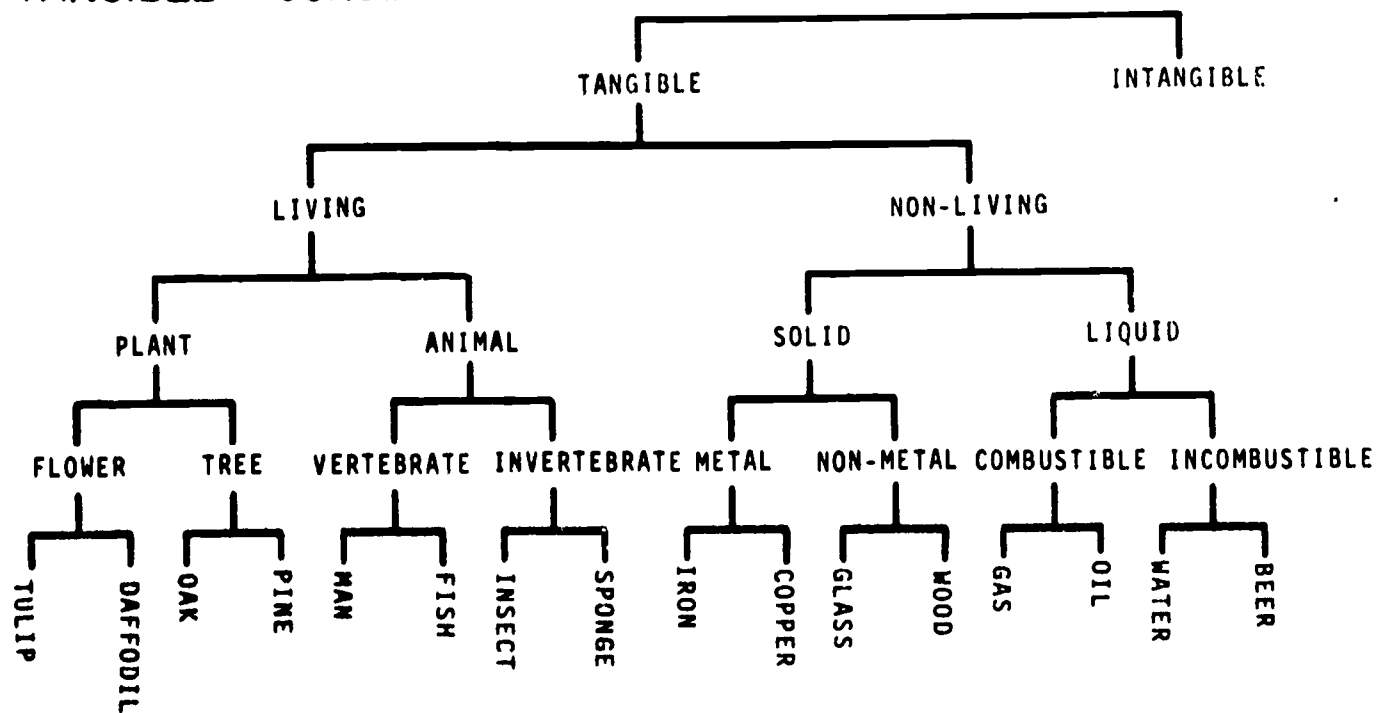 TANGIBLE INTANGIBLE
LIVING NON-LIVING
PLANT ANIMAL SOLID LIQUID
FLOWER TREE VERTEBRATE INVERTEBRATE METAL NON-METAL COMBUSTIBLE INCOMBUSTIBLE
TULIP DAFFODIL OAK PINE MAN FISH INSECT SPONGE IRON COPPER GLASS WOOD GAS OIL WATER BEER